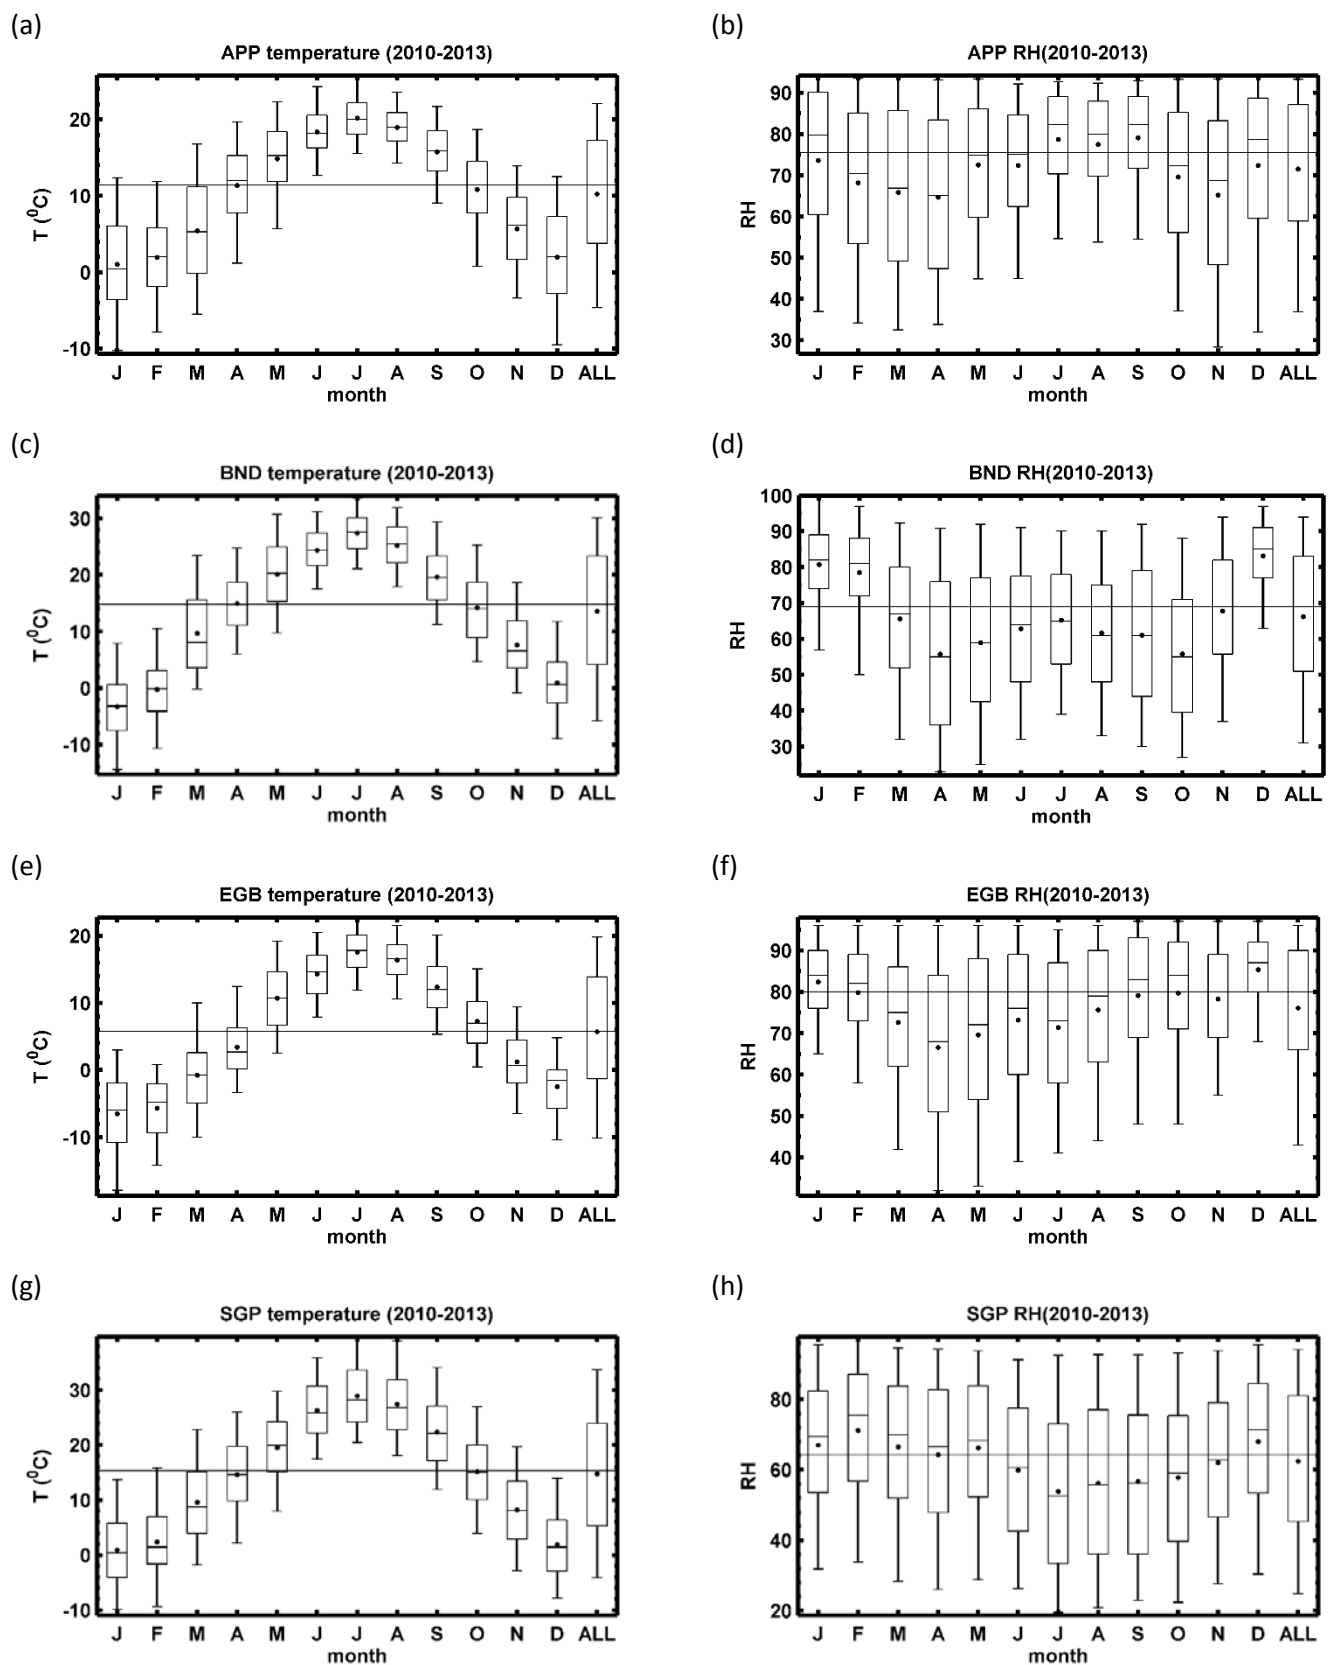 (a)
APP temperature (2010-2013)
20
10
0
-10
T (⁰C)
J F M A M J J A S O N D ALL
month
(b)
APP RH(2010-2013)
90
80
70
60
50
40
30
RH
J F M A M J J A S O N D ALL
month
(c)
BND temperature (2010-2013)
30
20
10
0
-10
T (⁰C)
J F M A M J J A S O N D ALL
month
(d)
BND RH(2010-2013)
100
90
80
70
60
50
40
30
RH
J F M A M J J A S O N D ALL
month
(e)
EGB temperature (2010-2013)
20
10
0
-10
T (⁰C)
J F M A M J J A S O N D ALL
month
(f)
EGB RH(2010-2013)
90
80
70
60
50
40
RH
J F M A M J J A S O N D ALL
month
(g)
SGP temperature (2010-2013)
30
20
10
0
-10
T (⁰C)
J F M A M J J A S O N D ALL
month
(h)
SGP RH(2010-2013)
80
60
40
20
RH
J F M A M J J A S O N D ALL
month